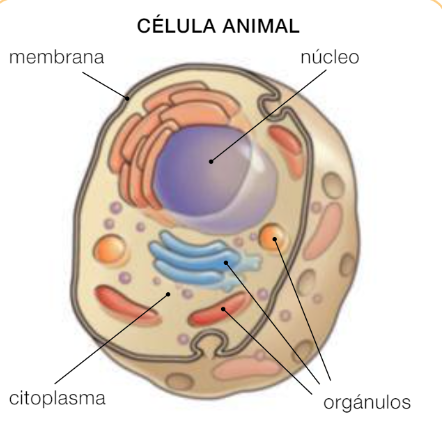 CÉLULA ANIMAL
membrana
núcleo
citoplasma
orgánulos